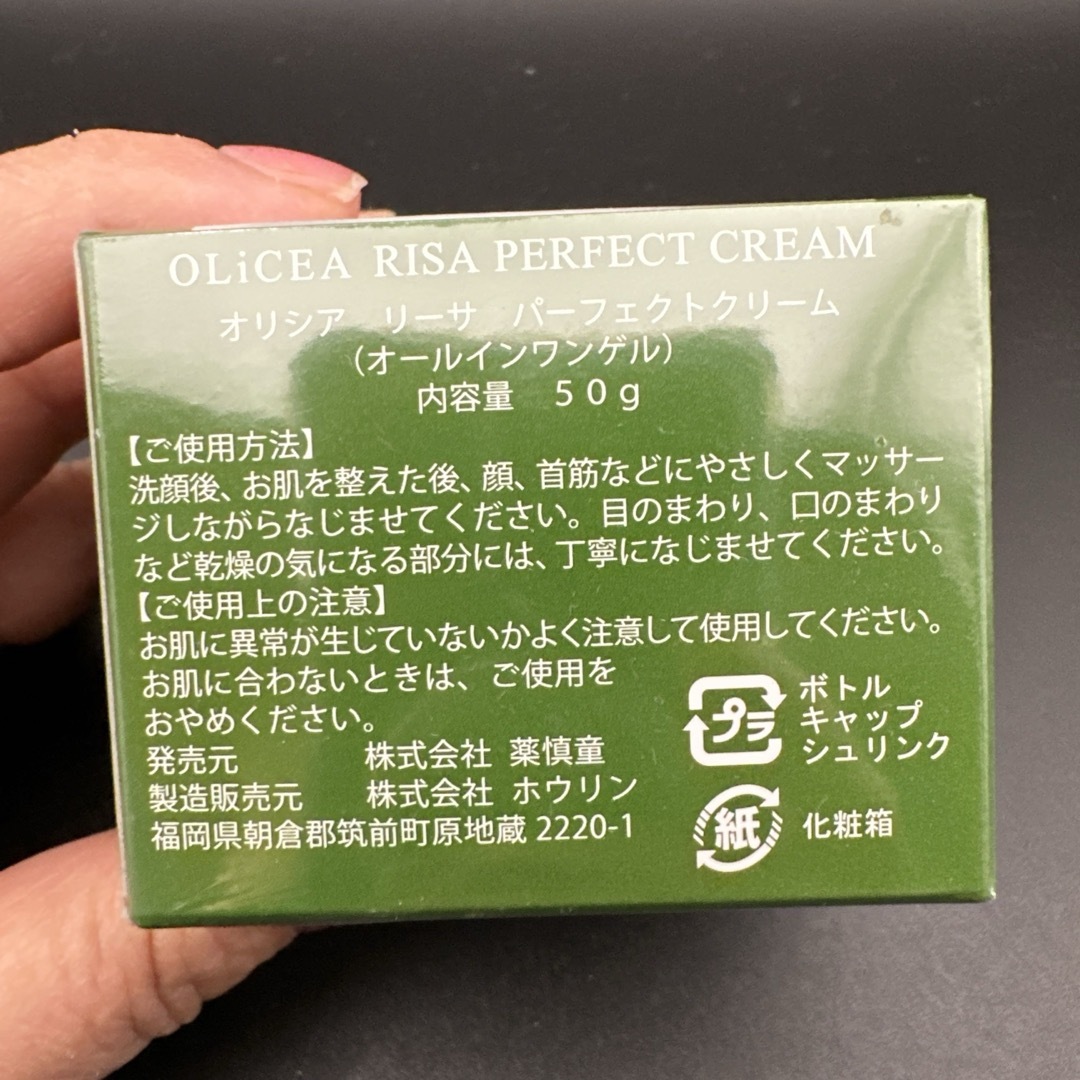 OLiCEA RISA PERFECT CREAM
オリシア リーサ パーフェクトクリーム
(オールインワンゲル)
内容量 50g
【ご使用方法】
洗顔後、お肌を整えた後、顔、首筋などにやさしくマッサー
ジしながらなじませてください。目のまわり、口のまわり
など乾燥の気になる部分には、丁寧になじませてください。
【ご使用上の注意】
お肌に異常が生じていないかよく注意して使用してください。
お肌に合わないときは、ご使用を
おやめください。
発売元 株式会社 薬慎童
製造販売元 株式会社 ホウリン
福岡県朝倉郡筑前町原地蔵 2220-1
プラ
ボトル
キャップ
シュリンク
紙
化粧箱